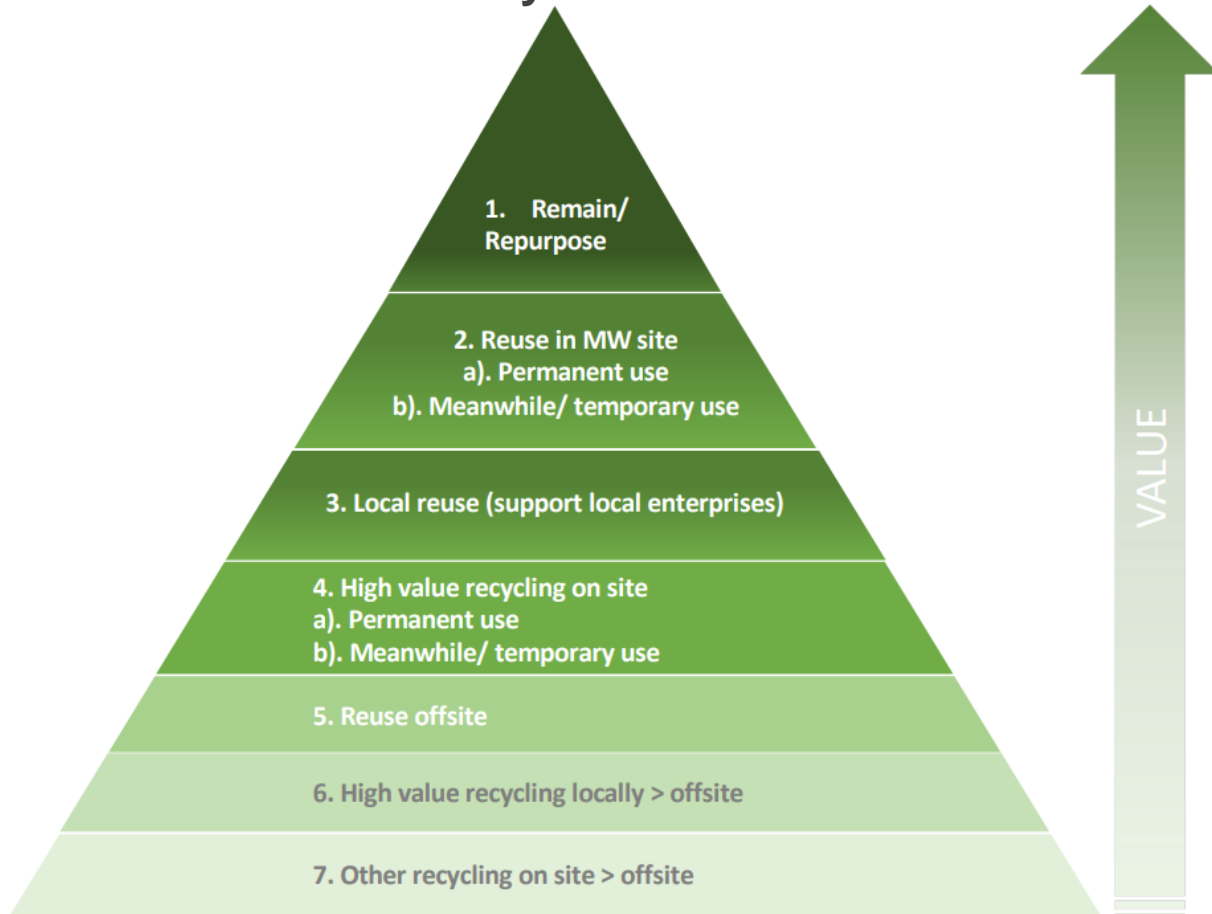 1. Remain/
Repurpose
2. Reuse in MW site
a). Permanent use
b). Meanwhile/ temporary use
3. Local reuse (support local enterprises)
4. High value recycling on site
a). Permanent use
b). Meanwhile/ temporary use
5. Reuse offsite
6. High value recycling locally > offsite
7. Other recycling on site > offsite
VALUE